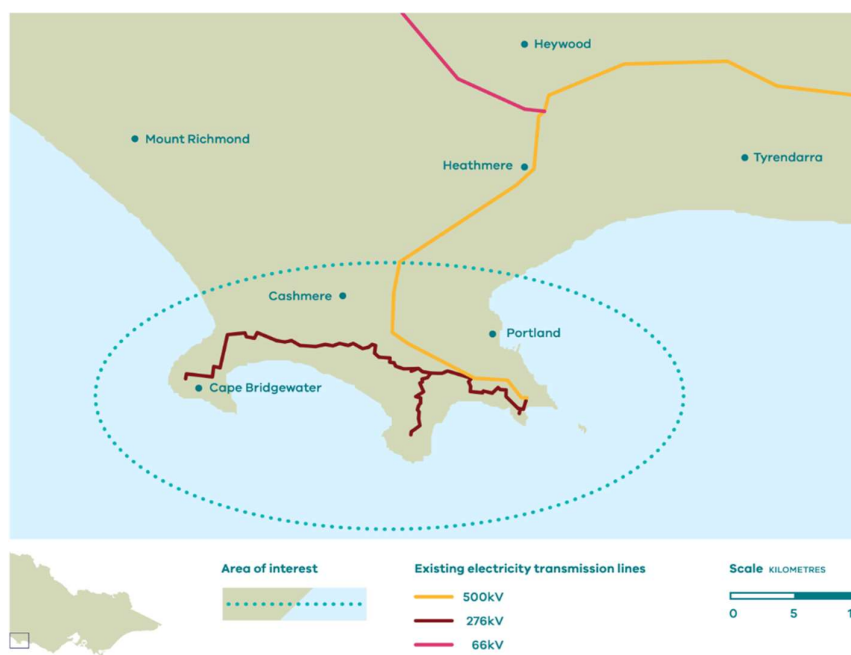 Heywood
Mount Richmond
Heathmere
Tyrendarra
Cashmere
Portland
Cape Bridgewater
Area of interest
Existing electricity transmission lines
500kV
276kV
66kV
Scale KILOMETRES
0 5 1